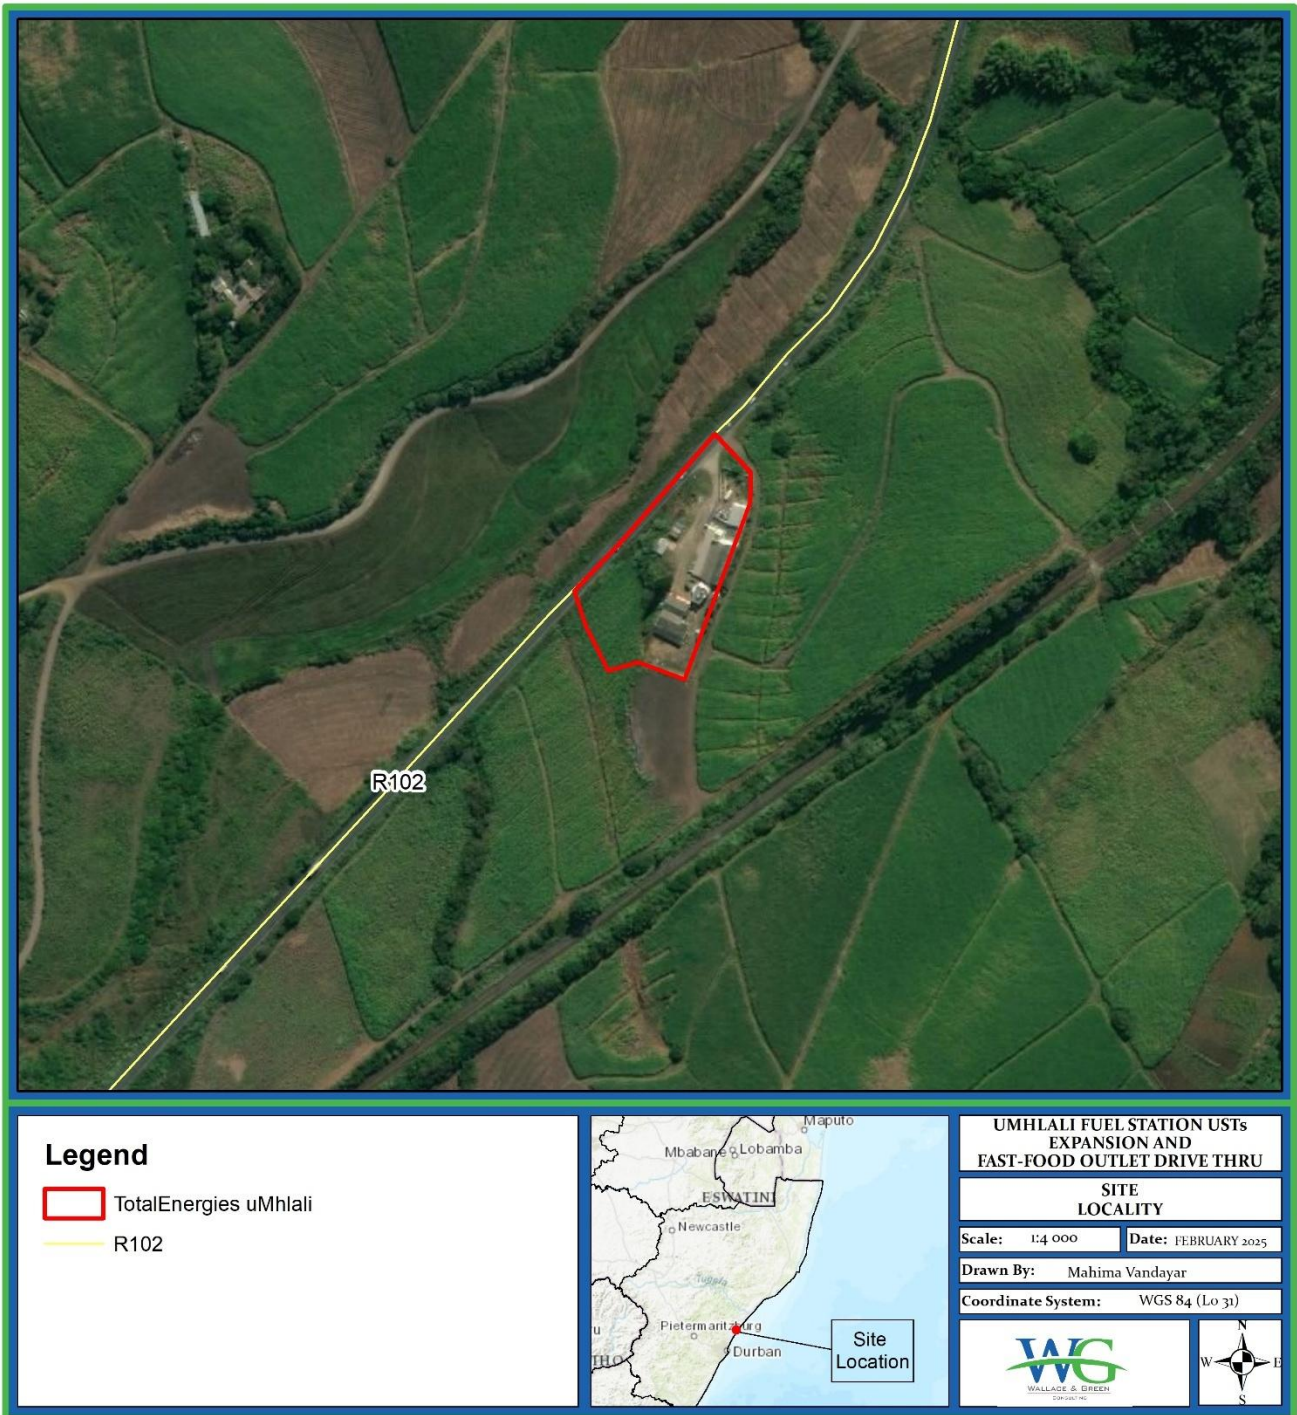 R102
Legend
TotalEnergies uMhlali
R102
Maputo
Mbabane
Lobamba
ESWATINI
Newcastle
Tugela
Pietermaritzburg
Durban
Site
Location
UMHLALI FUEL STATION USTs
EXPANSION AND
FAST-FOOD OUTLET DRIVE THRU
SITE
LOCALITY
Scale: 1:4 000
Date: FEBRUARY 2025
Drawn By: Mahima Vandayar
Coordinate System: WGS 84 (Lo 31)
WG
WALLACE & GREEN
CONSULTING
N
W
E
S